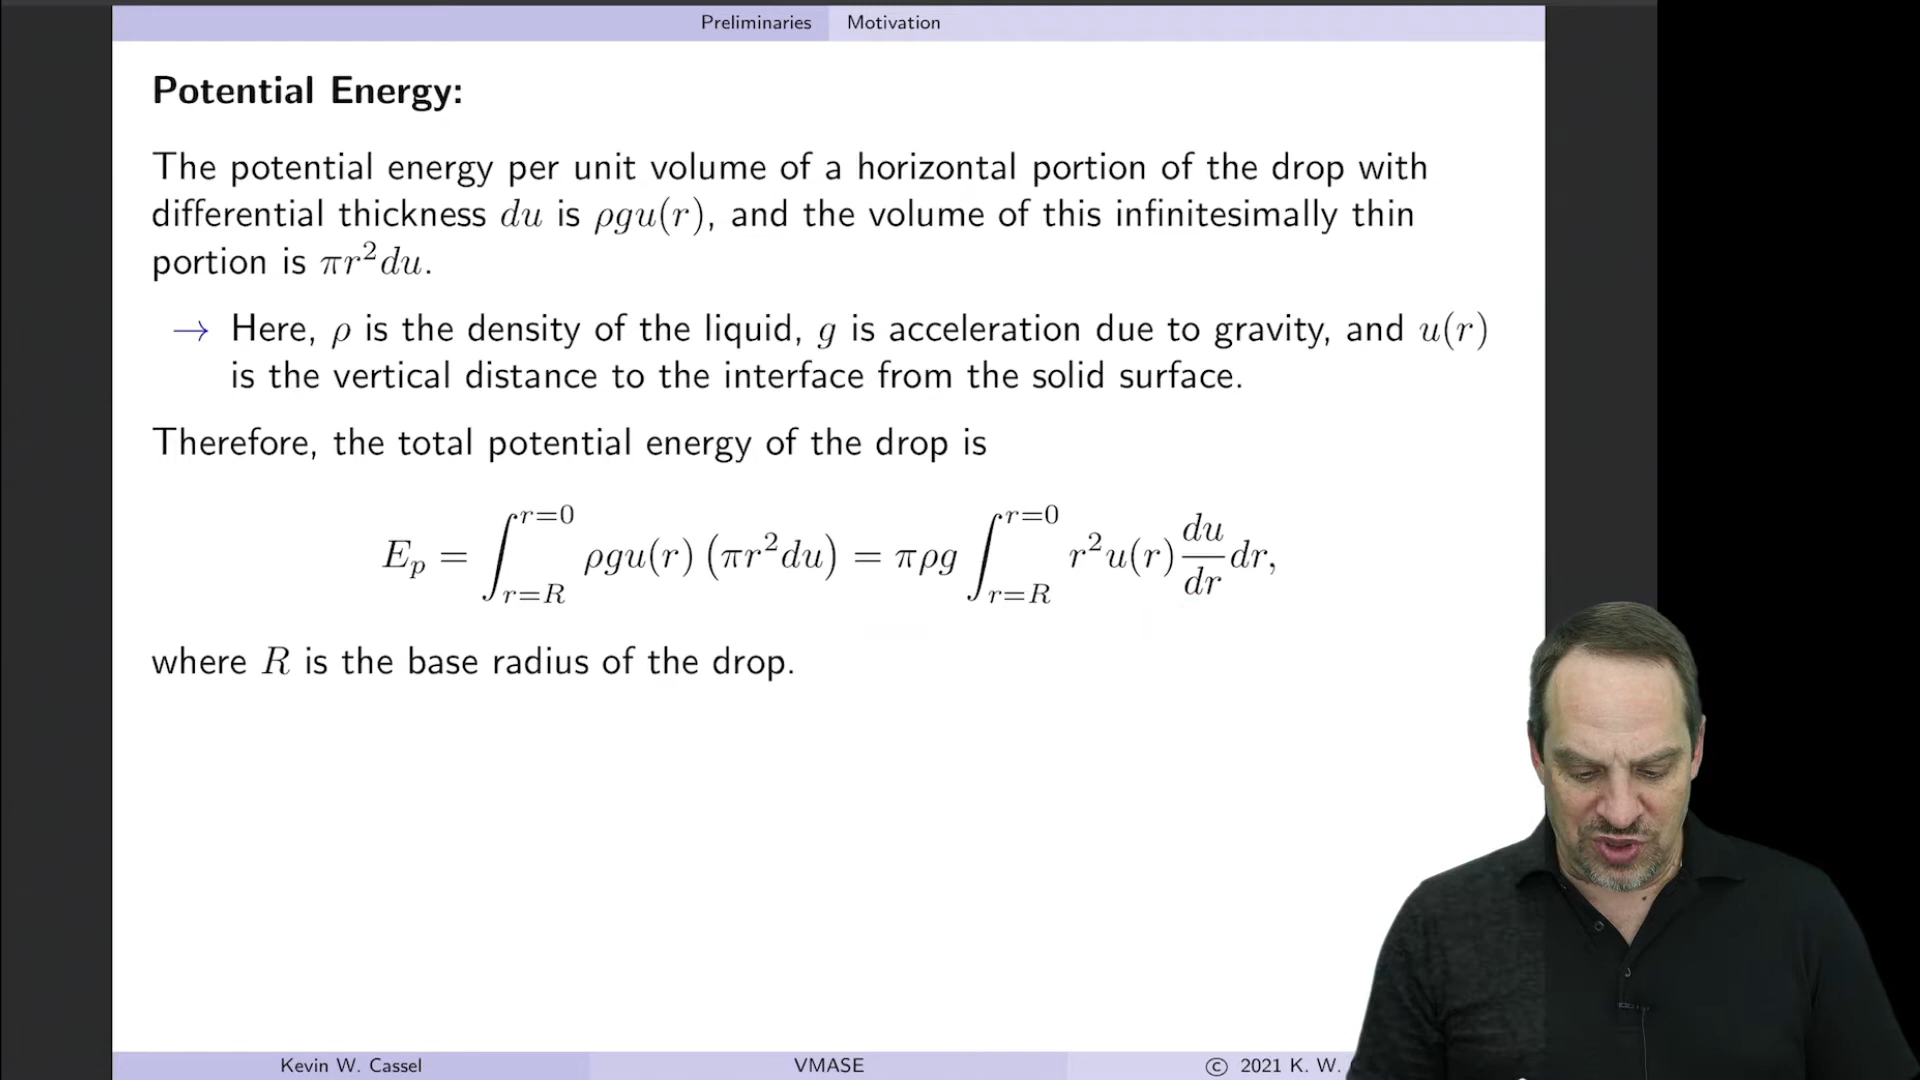 Preliminaries Motivation
Potential Energy:
The potential energy per unit volume of a horizontal portion of the drop with
differential thickness du is ρgu(r), and the volume of this infinitesimally thin
portion is πr²du.
→ Here, ρ is the density of the liquid, g is acceleration due to gravity, and u(r)
is the vertical distance to the interface from the solid surface.
Therefore, the total potential energy of the drop is
E_p = ∫_{r=R}^{r=0} ρgu(r) (πr²du) = πρg ∫_{r=R}^{r=0} r²u(r) du/dr dr,
where R is the base radius of the drop.
Kevin W. Cassel VMASE © 2021 K. W.